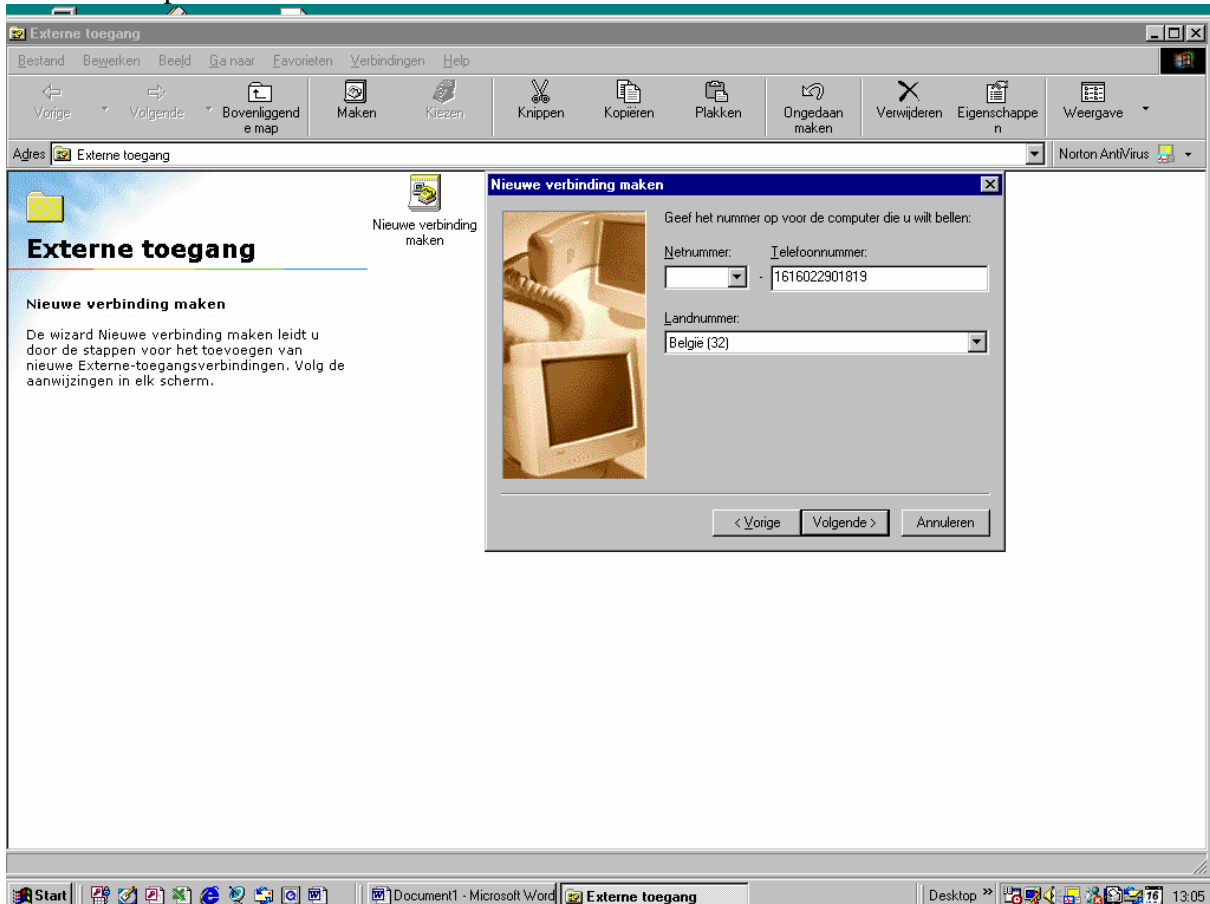 Externe toegang
Bestand Bewerken Beeld Ga naar Favorieten Verbindingen Help
Vorige Volgende Bovenliggend
e map Maken Kiezen Knippen Kopiëren Plakken Ongedaan
maken Verwijderen Eigenschappe
n Weergave
Adres Externe toegang Norton AntiVirus
Externe toegang
Nieuwe verbinding maken
De wizard Nieuwe verbinding maken leidt u
door de stappen voor het toevoegen van
nieuwe Externe-toegangsverbindingen. Volg de
aanwijzingen in elk scherm.
Nieuwe verbinding
maken
Nieuwe verbinding maken
Geef het nummer op voor de computer die u wilt bellen:
Netnummer: Telefoonnummer:
- 1616022901819
Landnummer:
België (32)
< Vorige Volgende > Annuleren
Start Document1 - Microsoft Word Externe toegang Desktop » 16 13:05